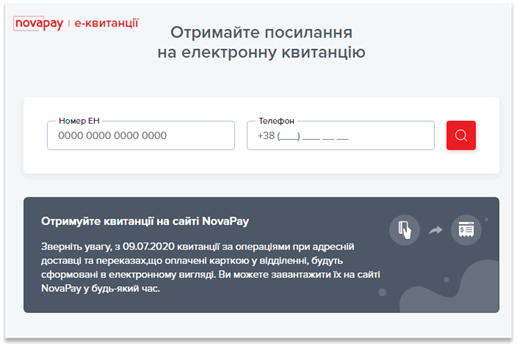 novapay | е-квитанції
Отримайте посилання
на електронну квитанцію
Номер ЕН
0000 0000 0000 0000
Телефон
+38 (___) ___ __ __
Отримуйте квитанції на сайті NovaPay
Зверніть увагу, з 09.07.2020 квитанції за операціями при адресній
доставці та переказах,що оплачені карткою у відділенні, будуть
сформовані в електронному вигляді. Ви можете завантажити їх на сайті
NovaPay у будь-який час.